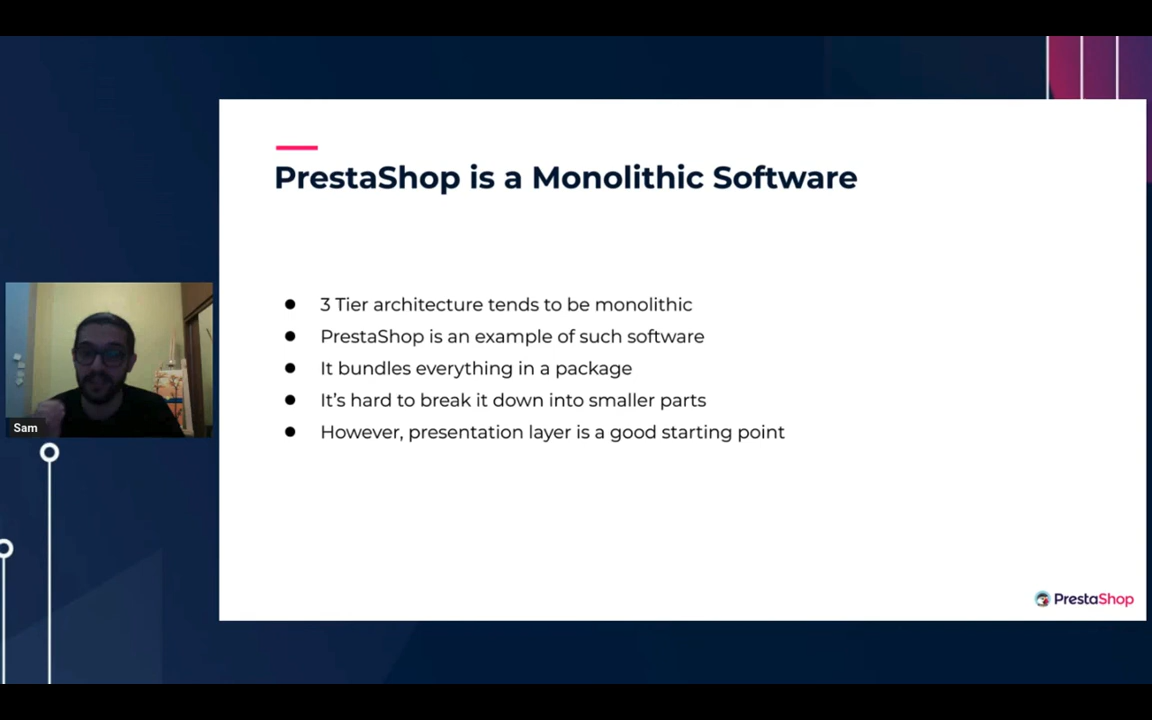 PrestaShop is a Monolithic Software
● 3 Tier architecture tends to be monolithic
● PrestaShop is an example of such software
● It bundles everything in a package
● It’s hard to break it down into smaller parts
● However, presentation layer is a good starting point
Sam
PrestaShop